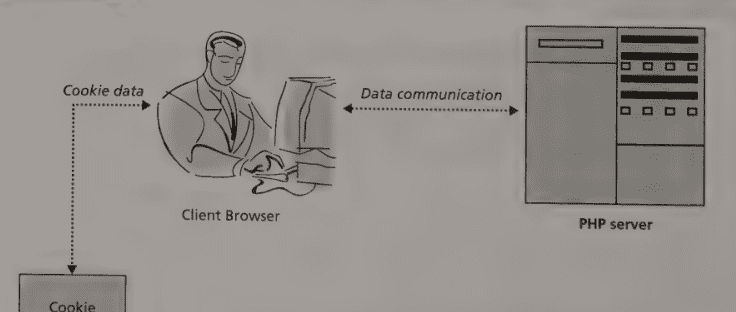 Cookie data
Data communication
Client Browser
PHP server
Cookie